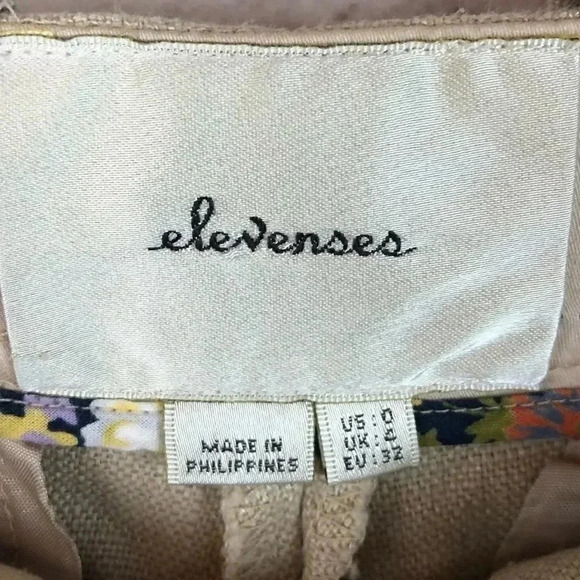 elevenses
MADE IN
PHILIPPINES
US: 0
UK: 4
EU: 32